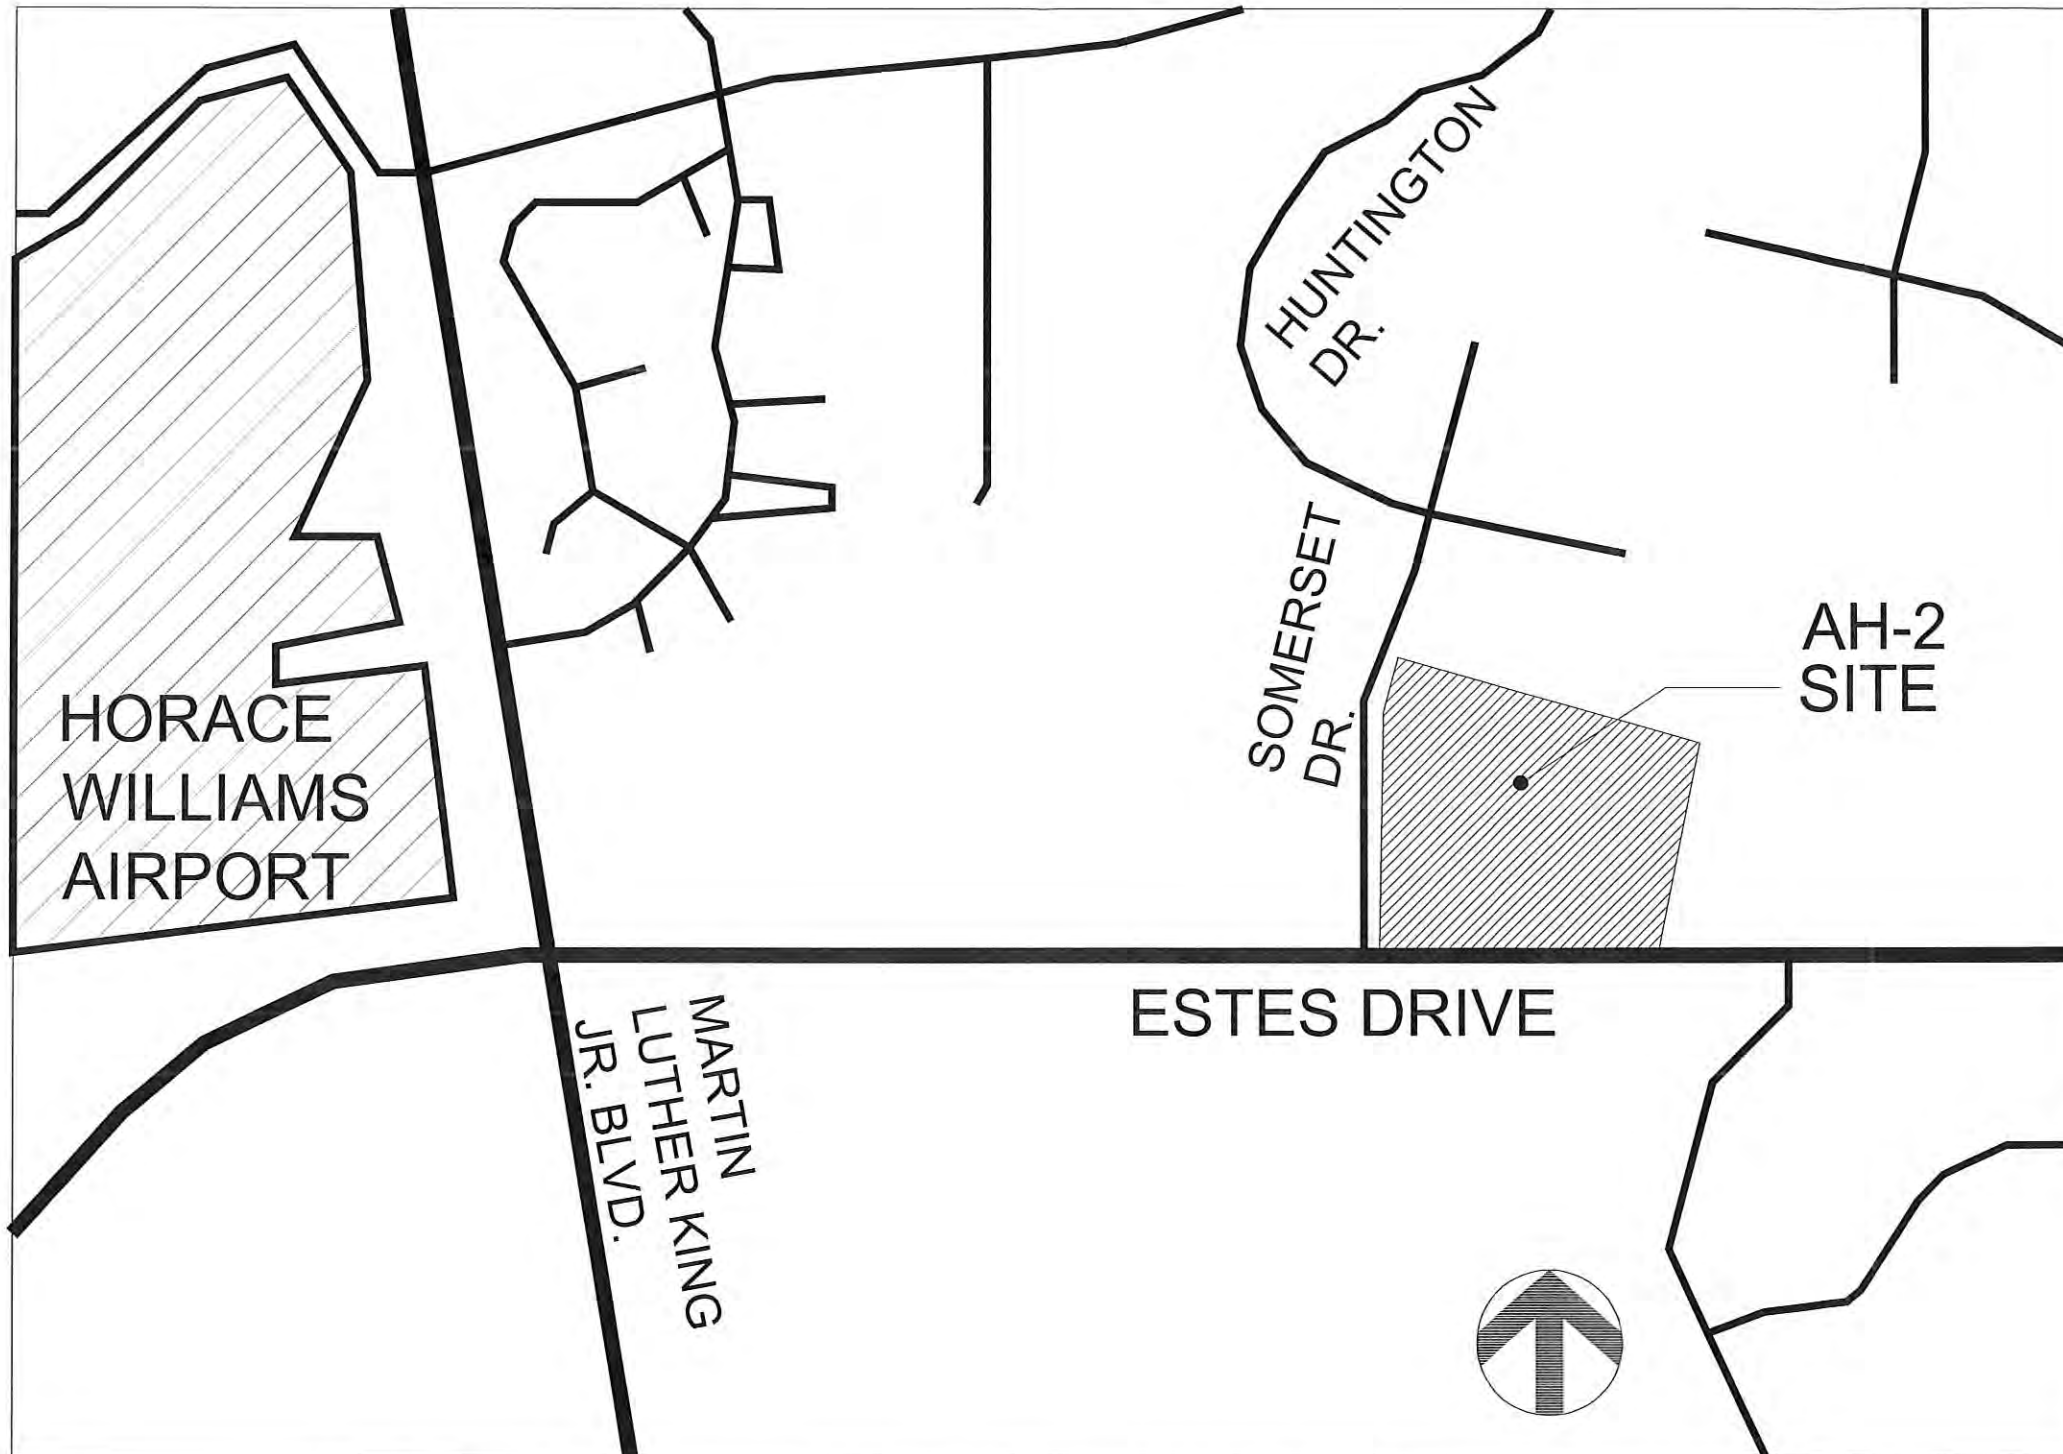 HUNTINGTON
DR.
SOMERSET
DR.
AH-2
SITE
HORACE
WILLIAMS
AIRPORT
ESTES DRIVE
MARTIN
LUTHER KING
JR. BLVD.